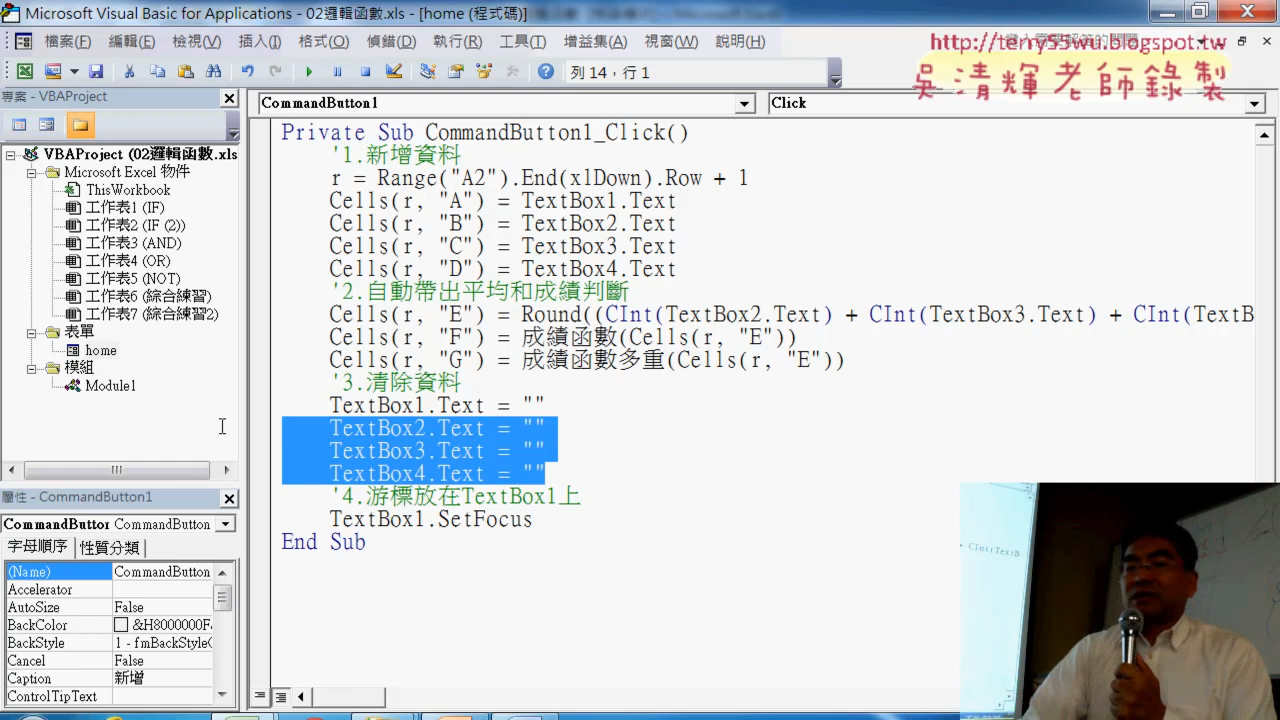 Microsoft Visual Basic for Applications - 02邏輯函數.xls - [home (程式碼)]
檔案(F) 編輯(E) 檢視(V) 插入(I) 格式(O) 偵錯(D) 執行(R) 工具(T) 增益集(A) 視窗(W) 說明(H)
http://terry55wu.blogspot.tw
吳清輝老師錄製
列 14，行 1
專案 - VBAProject
CommandButton1
Click
VBAProject (02邏輯函數.xls
Microsoft Excel 物件
ThisWorkbook
工作表1 (IF)
工作表2 (IF (2))
工作表3 (AND)
工作表4 (OR)
工作表5 (NOT)
工作表6 (綜合練習)
工作表7 (綜合練習2)
表單
home
模組
Module1
Private Sub CommandButton1_Click()
'1.新增資料
r = Range("A2").End(xlDown).Row + 1
Cells(r, "A") = TextBox1.Text
Cells(r, "B") = TextBox2.Text
Cells(r, "C") = TextBox3.Text
Cells(r, "D") = TextBox4.Text
'2.自動帶出平均和成績判斷
Cells(r, "E") = Round((CInt(TextBox2.Text) + CInt(TextBox3.Text) + CInt(TextB
Cells(r, "F") = 成績函數(Cells(r, "E"))
Cells(r, "G") = 成績函數多重(Cells(r, "E"))
'3.清除資料
TextBox1.Text = ""
TextBox2.Text = ""
TextBox3.Text = ""
TextBox4.Text = ""
'4.游標放在TextBox1上
TextBox1.SetFocus
End Sub
屬性 - CommandButton1
CommandButtor CommandButton
字母順序 性質分類
(Name) CommandButton
Accelerator
AutoSize False
BackColor &H8000000F
BackStyle 1 - fmBackStyleO
Cancel False
Caption 新增
ControlTipText
CInt(TextB